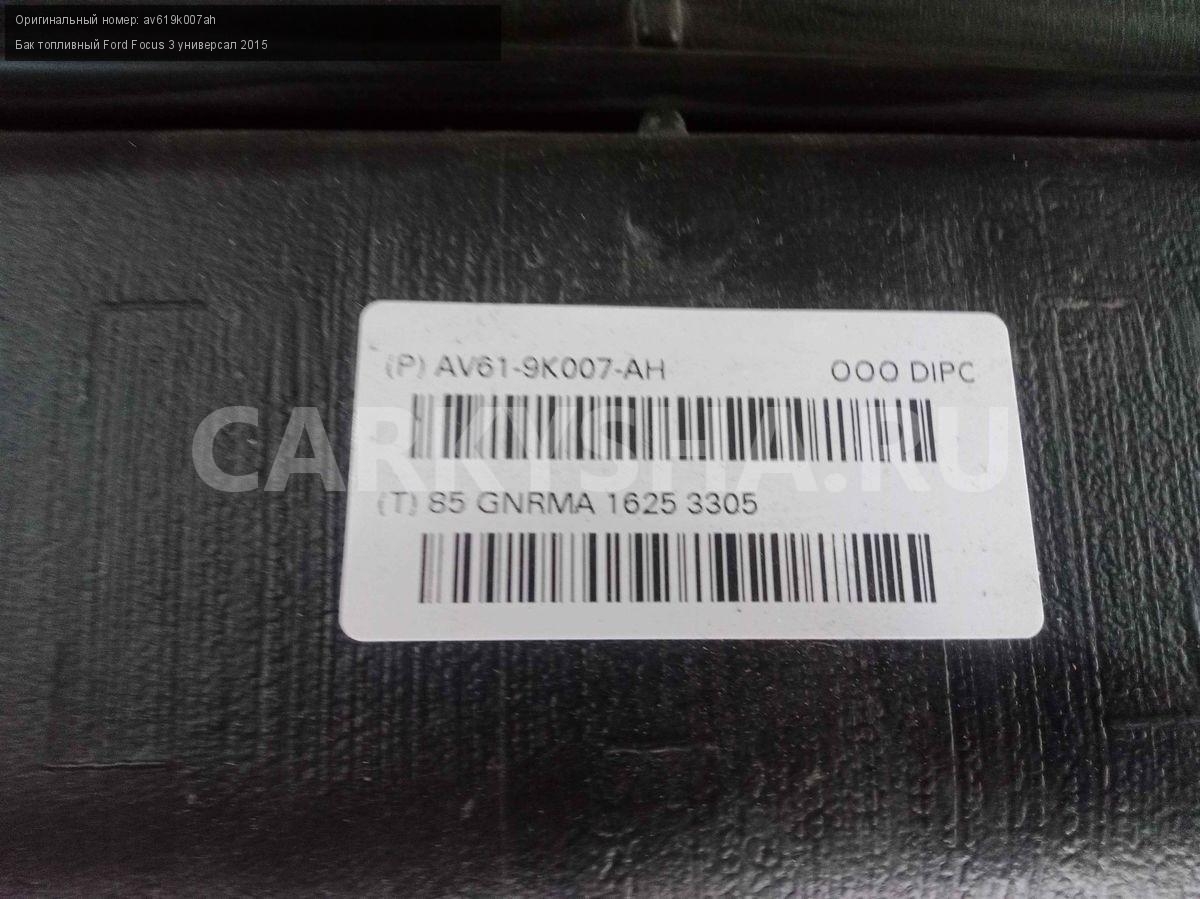 Оригинальный номер: av619k007ah
Бак топливный Ford Focus 3 универсал 2015
(P) AV61-9K007-AH OOO DIPC
CARKYSHA.RU
(T) 85 GNRMA 1625 3305